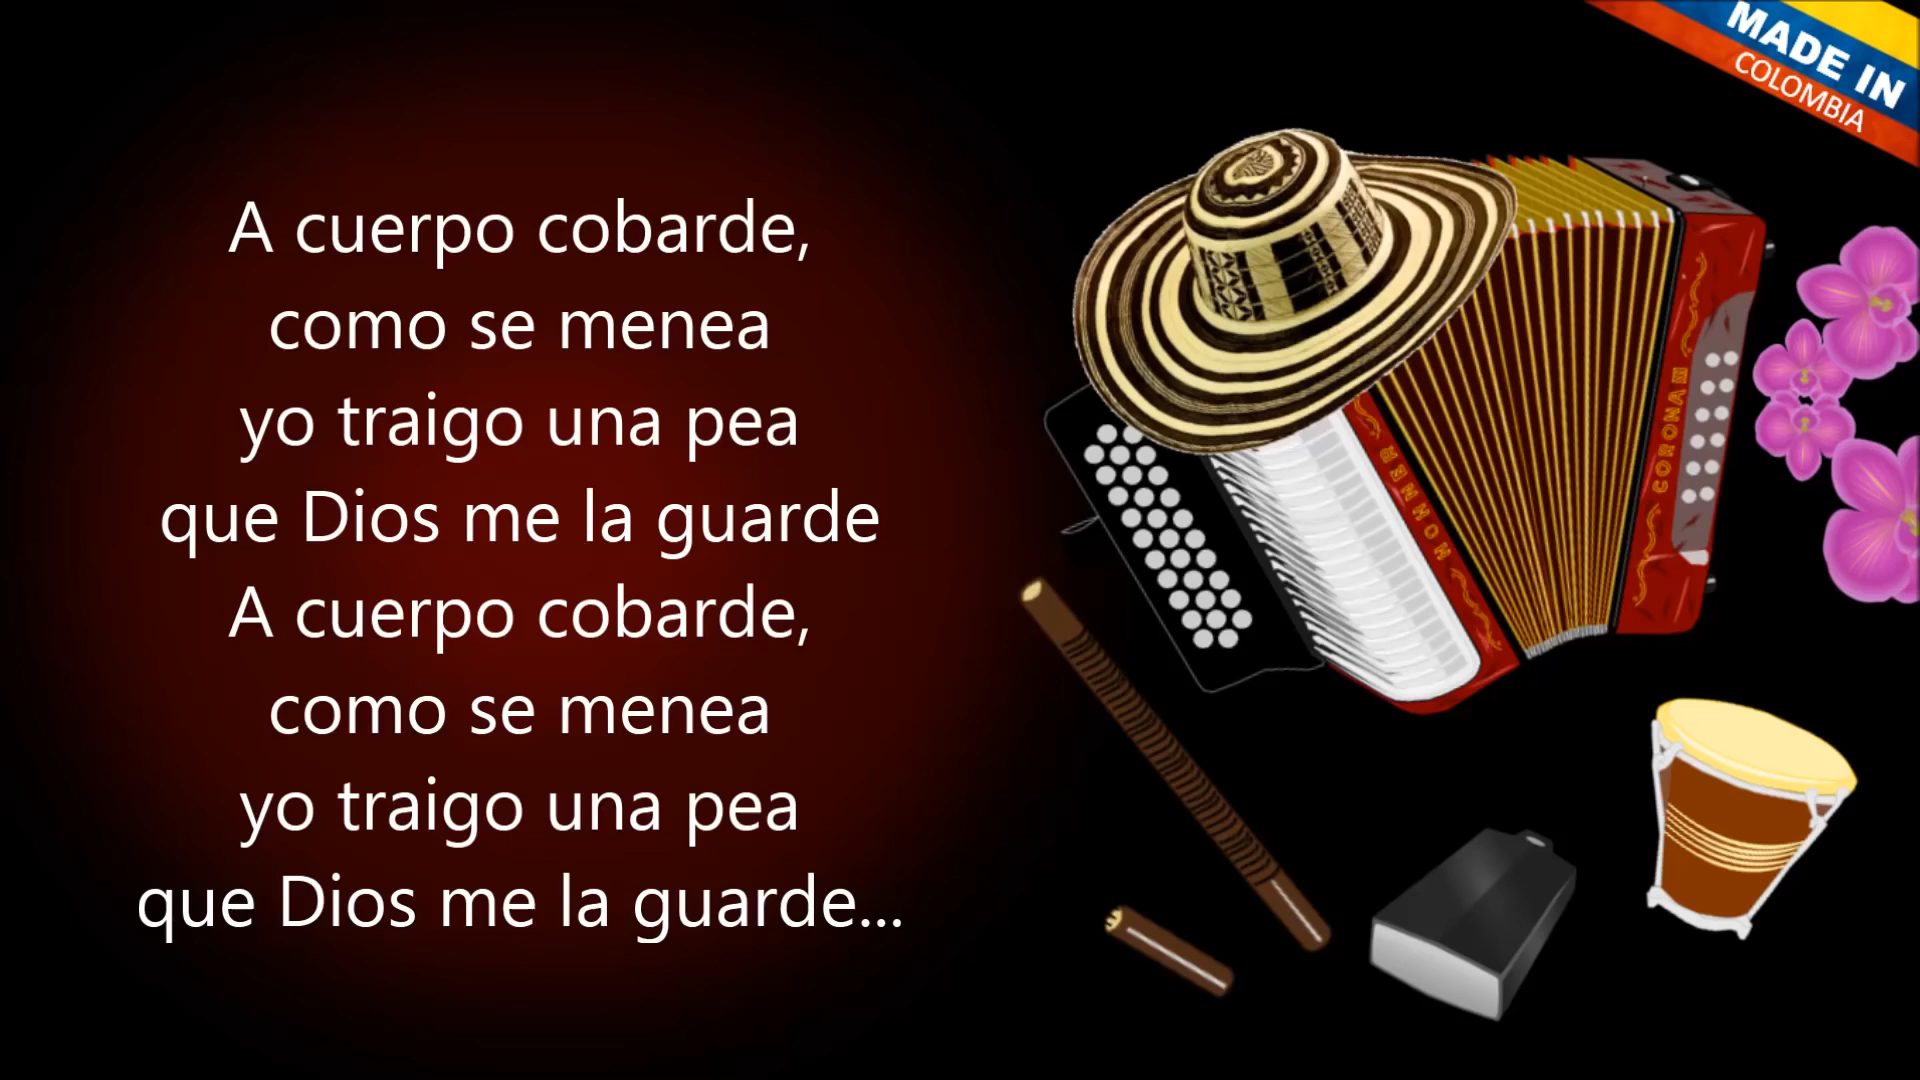 MADE IN
COLOMBIA
A cuerpo cobarde,
como se menea
yo traigo una pea
que Dios me la guarde
A cuerpo cobarde,
como se menea
yo traigo una pea
que Dios me la guarde...
HOHNER
CORONA III